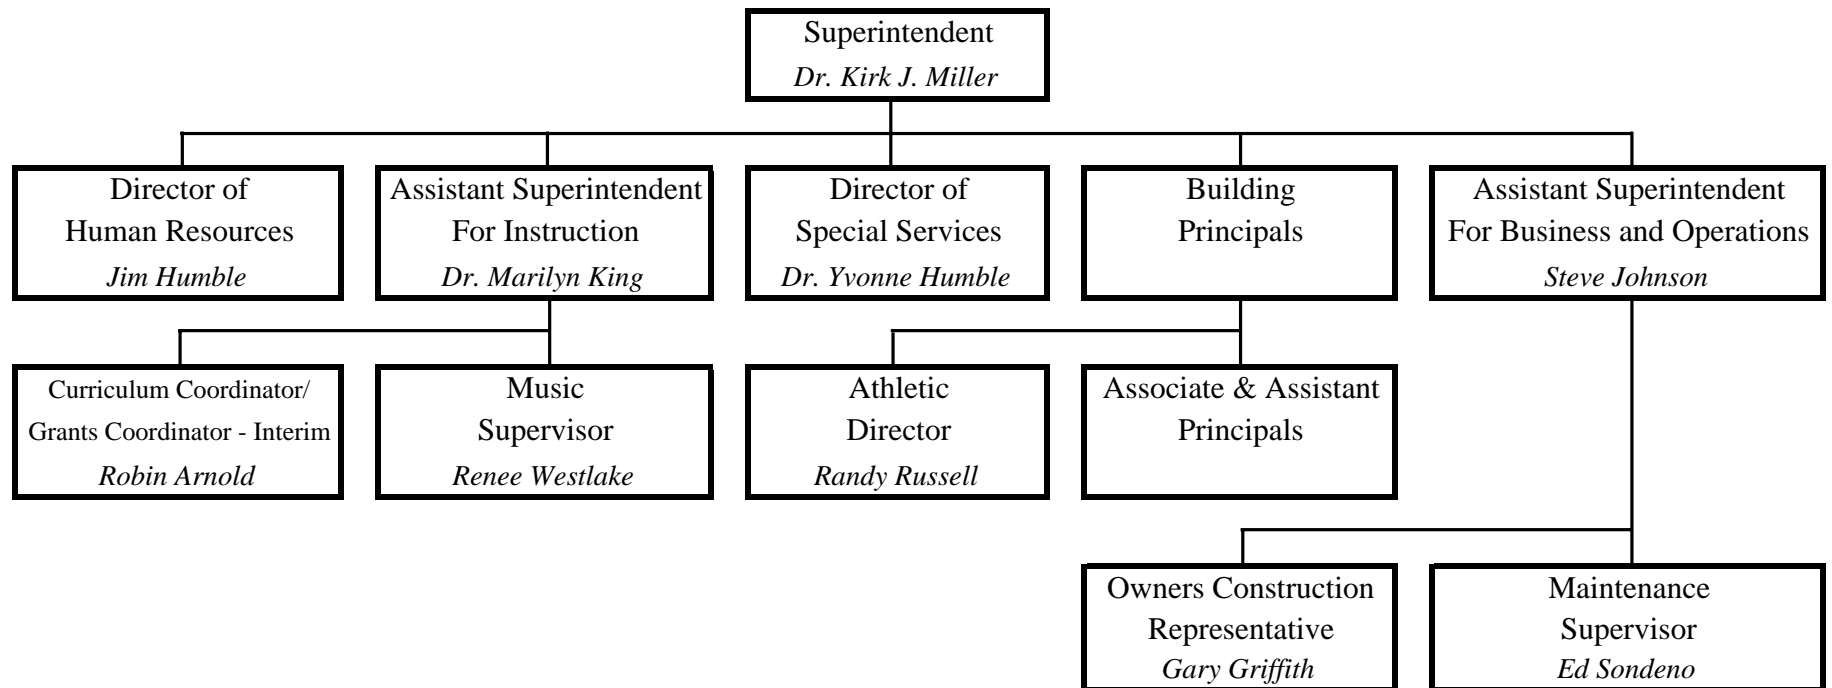 Superintendent
Dr. Kirk J. Miller
Director of
Human Resources
Jim Humble
Assistant Superintendent
For Instruction
Dr. Marilyn King
Director of
Special Services
Dr. Yvonne Humble
Building
Principals
Assistant Superintendent
For Business and Operations
Steve Johnson
Curriculum Coordinator/
Grants Coordinator - Interim
Robin Arnold
Music
Supervisor
Renee Westlake
Athletic
Director
Randy Russell
Associate & Assistant
Principals
Owners Construction
Representative
Gary Griffith
Maintenance
Supervisor
Ed Sondeno